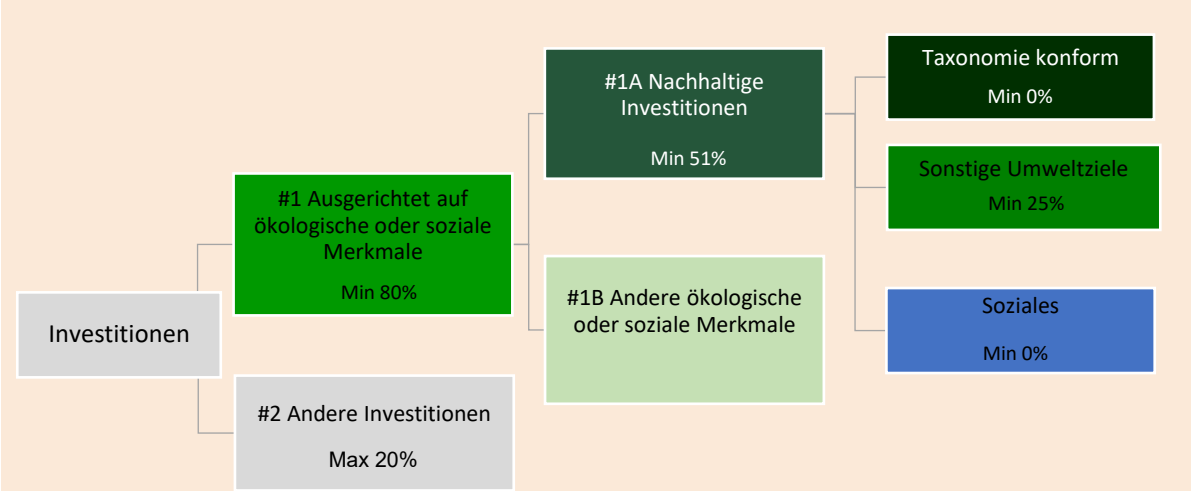 Investitionen
#1 Ausgerichtet auf
ökologische oder soziale
Merkmale
Min 80%
#2 Andere Investitionen
Max 20%
#1A Nachhaltige
Investitionen
Min 51%
#1B Andere ökologische
oder soziale Merkmale
Taxonomie konform
Min 0%
Sonstige Umweltziele
Min 25%
Soziales
Min 0%